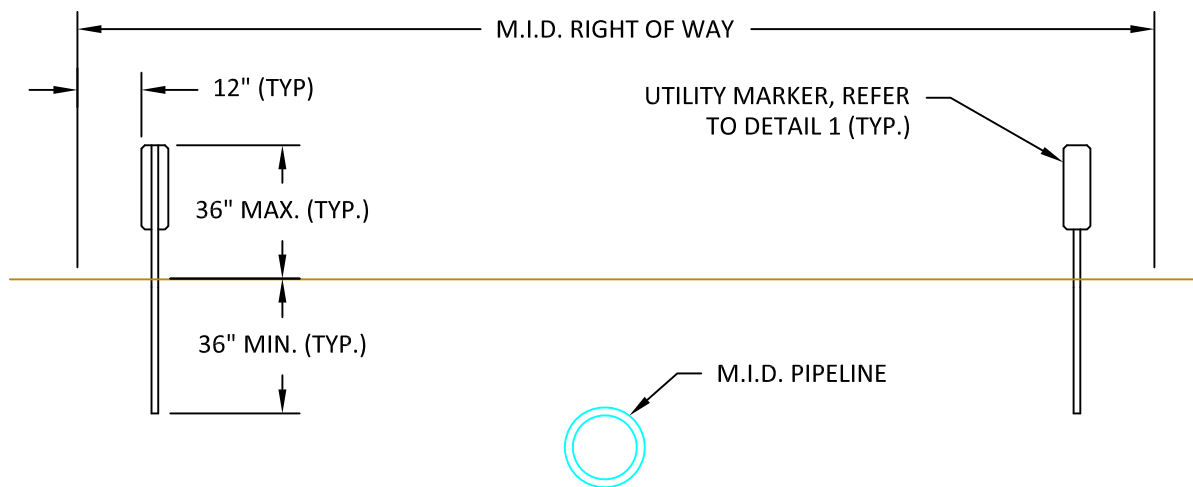 M.I.D. RIGHT OF WAY
12" (TYP)
UTILITY MARKER, REFER
TO DETAIL 1 (TYP.)
36" MAX. (TYP.)
36" MIN. (TYP.)
M.I.D. PIPELINE